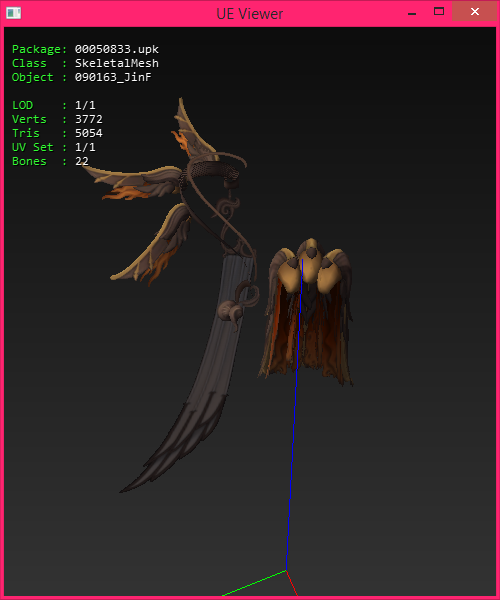 UE Viewer
Package: 00050833.upk
Class : SkeletalMesh
Object : 090163_JinF
LOD : 1/1
Verts : 3772
Tris : 5054
UV Set : 1/1
Bones : 22